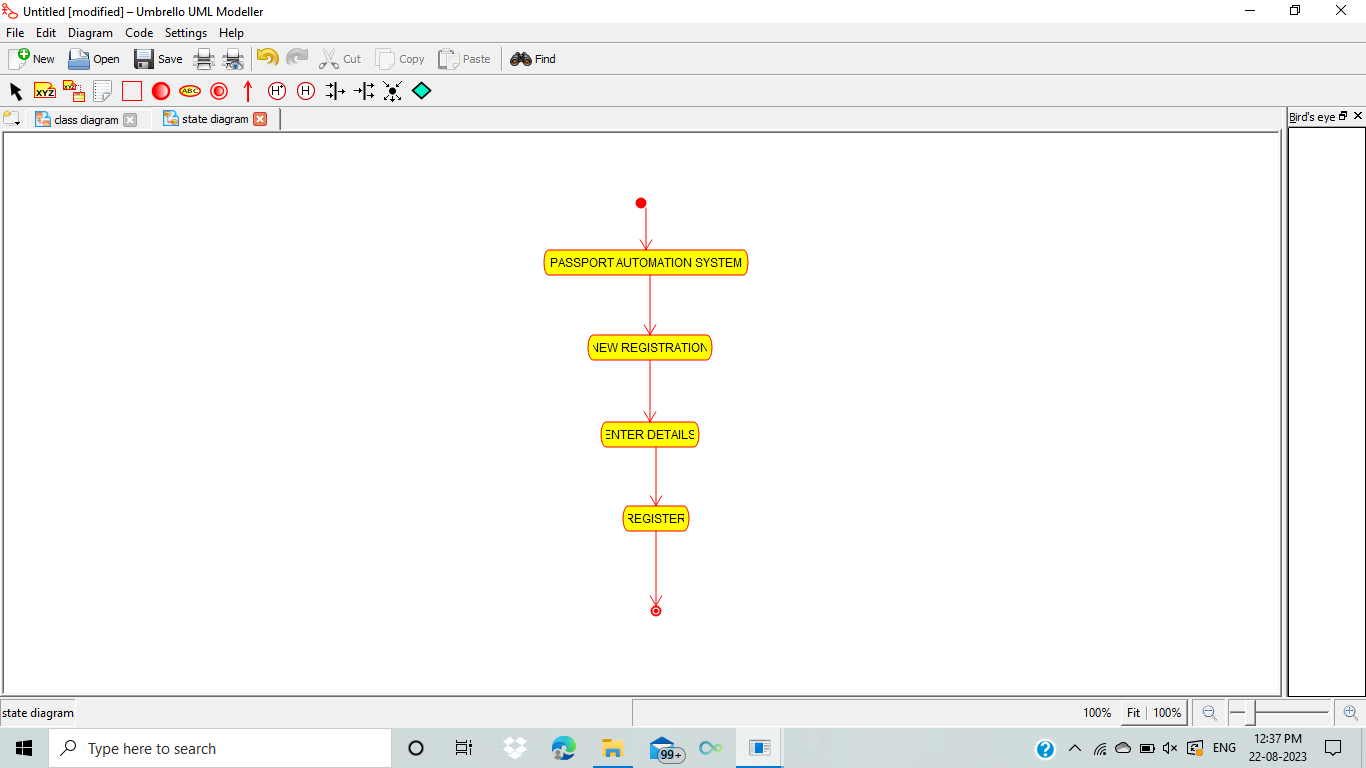 Untitled [modified] – Umbrello UML Modeller
File Edit Diagram Code Settings Help
New Open Save Cut Copy Paste Find
XYZ XYZ ABC H* H
class diagram state diagram Bird's eye
PASSPORT AUTOMATION SYSTEM
NEW REGISTRATION
ENTER DETAILS
REGISTER
state diagram 100% Fit 100%
Type here to search 99+ ENG 12:37 PM
22-08-2023